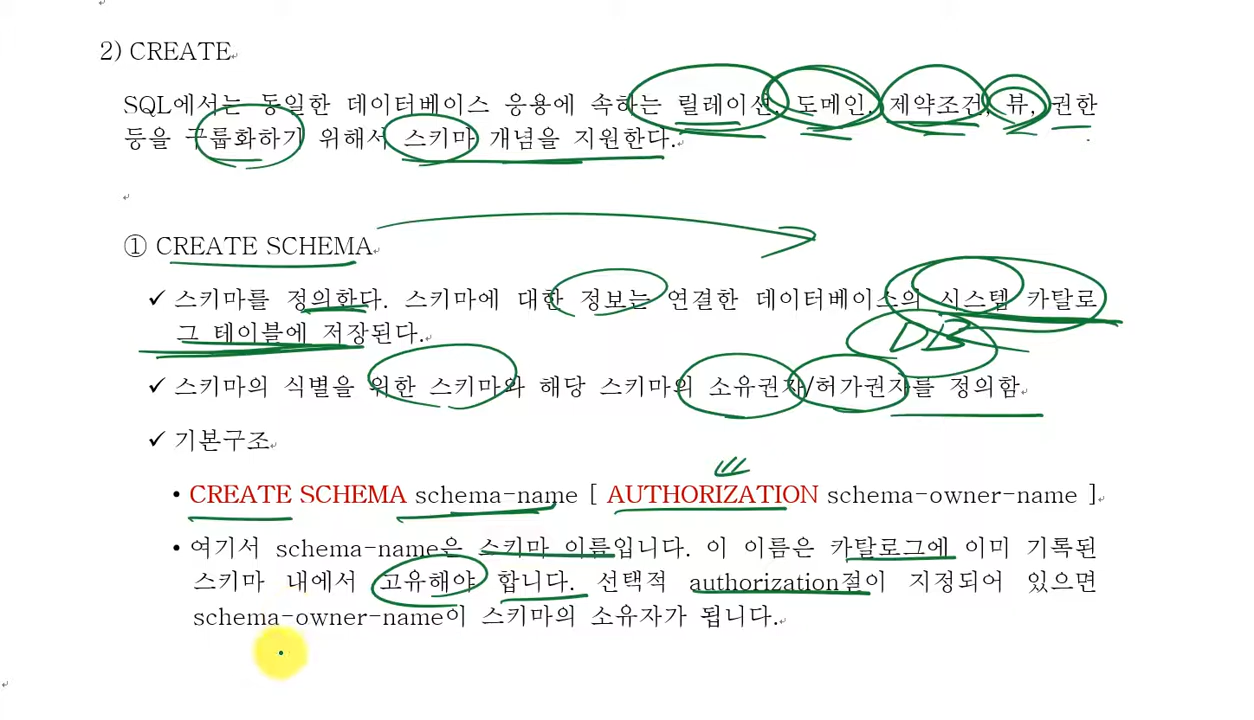 2) CREATE
SQL에서는 동일한 데이터베이스 응용에 속하는 릴레이션, 도메인, 제약조건, 뷰, 권한
등을 구룹화하기 위해서 스키마 개념을 지원한다.
① CREATE SCHEMA
✓ 스키마를 정의한다. 스키마에 대한 정보는 연결한 데이터베이스의 시스템 카탈로
그 테이블에 저장된다.
DB
✓ 스키마의 식별을 위한 스키마와 해당 스키마의 소유권자/허가권자를 정의함
✓ 기본구조
• CREATE SCHEMA schema-name [ AUTHORIZATION schema-owner-name ]
• 여기서 schema-name은 스키마 이름입니다. 이 이름은 카탈로그에 이미 기록된
스키마 내에서 고유해야 합니다. 선택적 authorization절이 지정되어 있으면
schema-owner-name이 스키마의 소유자가 됩니다.